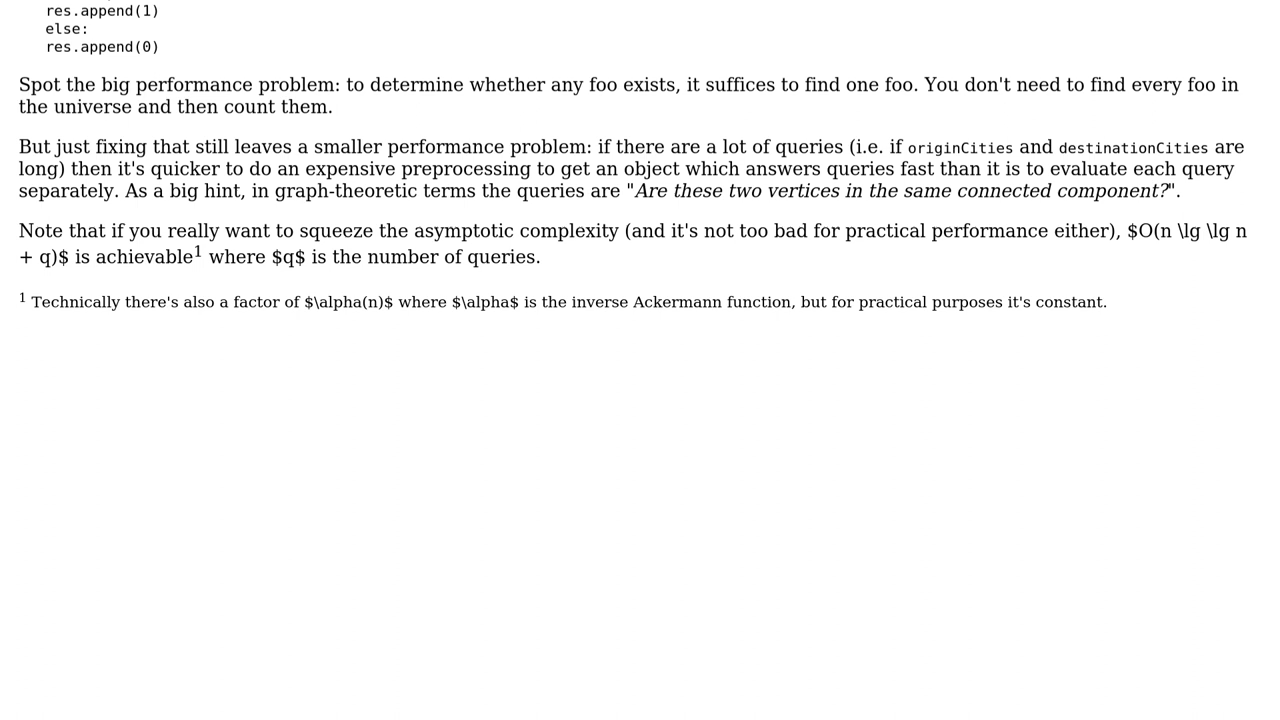 res.append(1)
else:
res.append(0)
Spot the big performance problem: to determine whether any foo exists, it suffices to find one foo. You don't need to find every foo in
the universe and then count them.
But just fixing that still leaves a smaller performance problem: if there are a lot of queries (i.e. if originCities and destinationCities are
long) then it's quicker to do an expensive preprocessing to get an object which answers queries fast than it is to evaluate each query
separately. As a big hint, in graph-theoretic terms the queries are "Are these two vertices in the same connected component?".
Note that if you really want to squeeze the asymptotic complexity (and it's not too bad for practical performance either), $O(n \lg \lg n
+ q)$ is achievable1 where $q$ is the number of queries.
1 Technically there's also a factor of $\alpha(n)$ where $\alpha$ is the inverse Ackermann function, but for practical purposes it's constant.